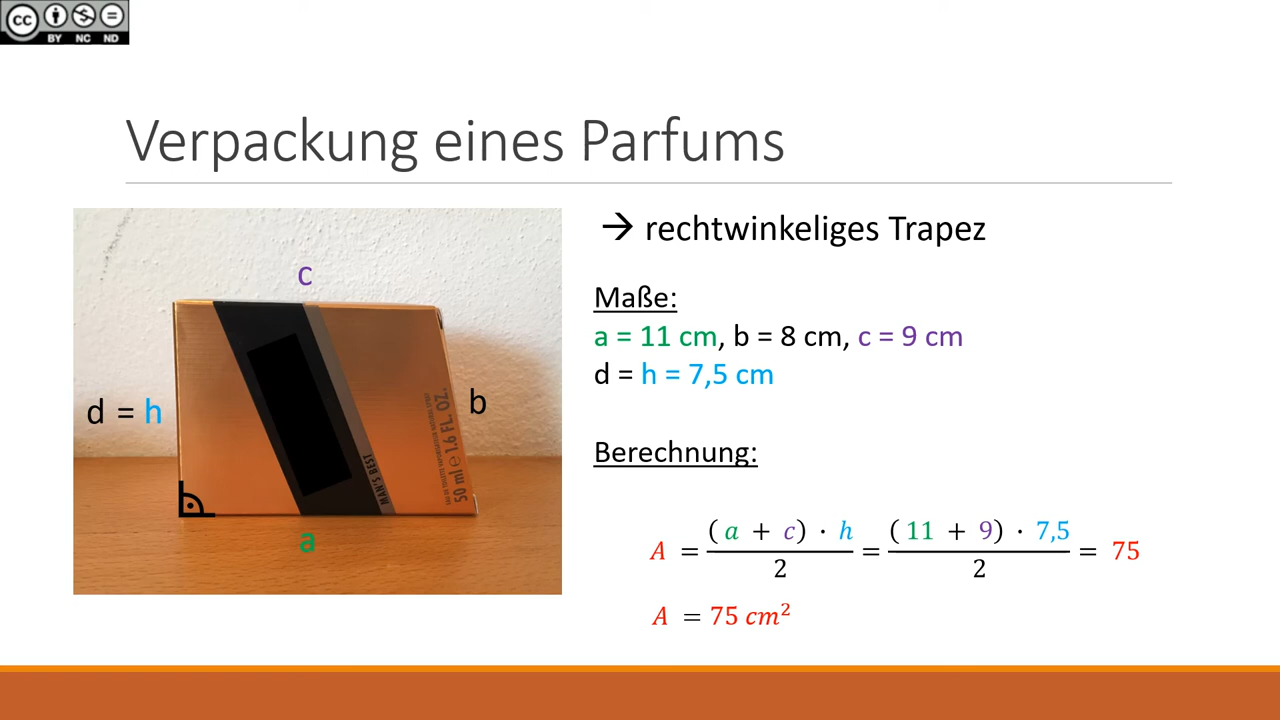 cc
BY NC ND
Verpackung eines Parfums
→ rechtwinkeliges Trapez
c
d = h
b
a
MAN'S BEST
50 ml e 1.6 FL. OZ.
Maße:
a = 11 cm, b = 8 cm, c = 9 cm
d = h = 7,5 cm
Berechnung:
A = (a + c) · h / 2 = (11 + 9) · 7,5 / 2 = 75
A = 75 cm²